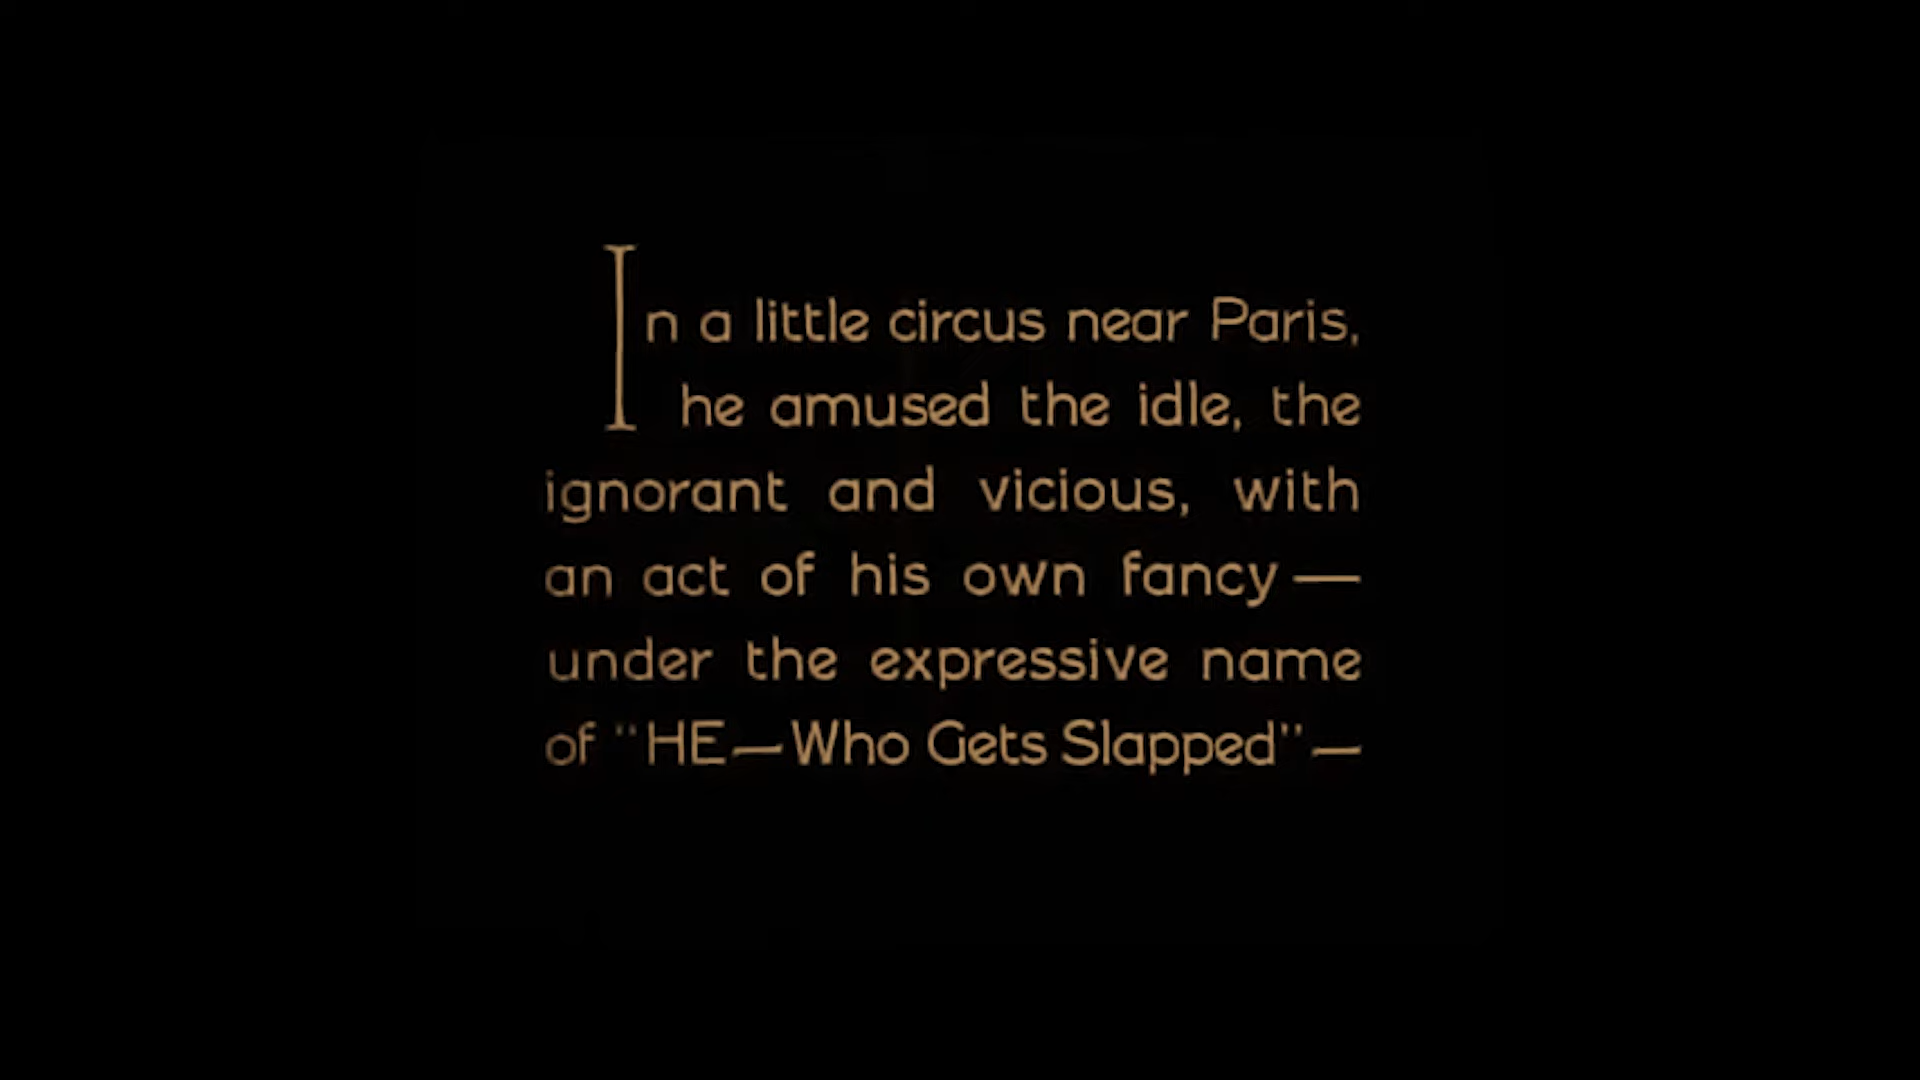 In a little circus near Paris,
he amused the idle, the
ignorant and vicious, with
an act of his own fancy —
under the expressive name
of "HE—Who Gets Slapped"—